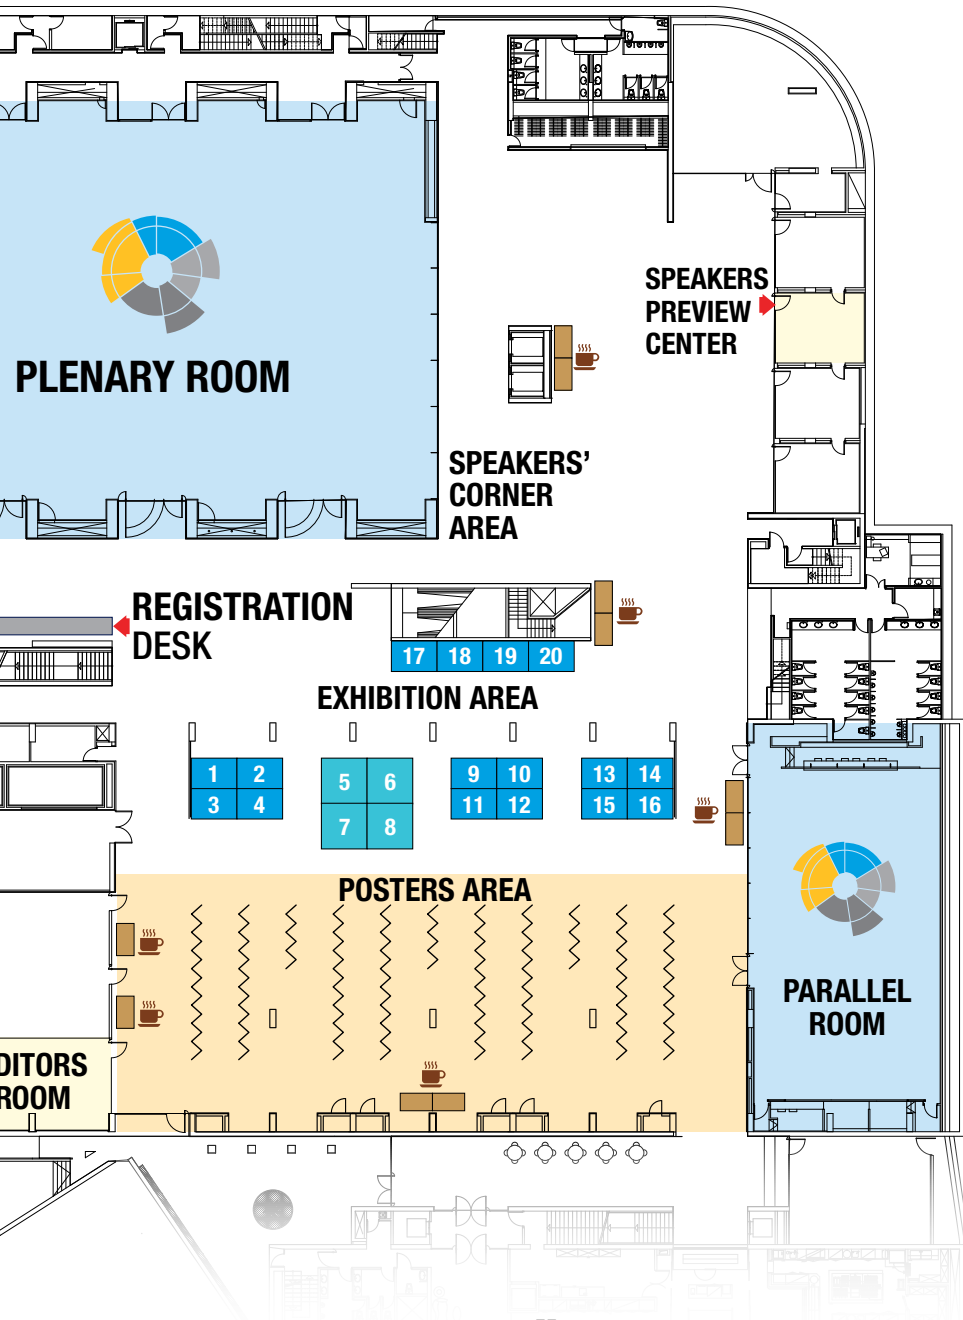 SPEAKERS
PREVIEW
CENTER
PLENARY ROOM
SPEAKERS’
CORNER
AREA
REGISTRATION
DESK
17 18 19 20
EXHIBITION AREA
1 2 5 6 9 10 13 14
3 4 7 8 11 12 15 16
POSTERS AREA
PARALLEL
ROOM
DITORS
ROOM